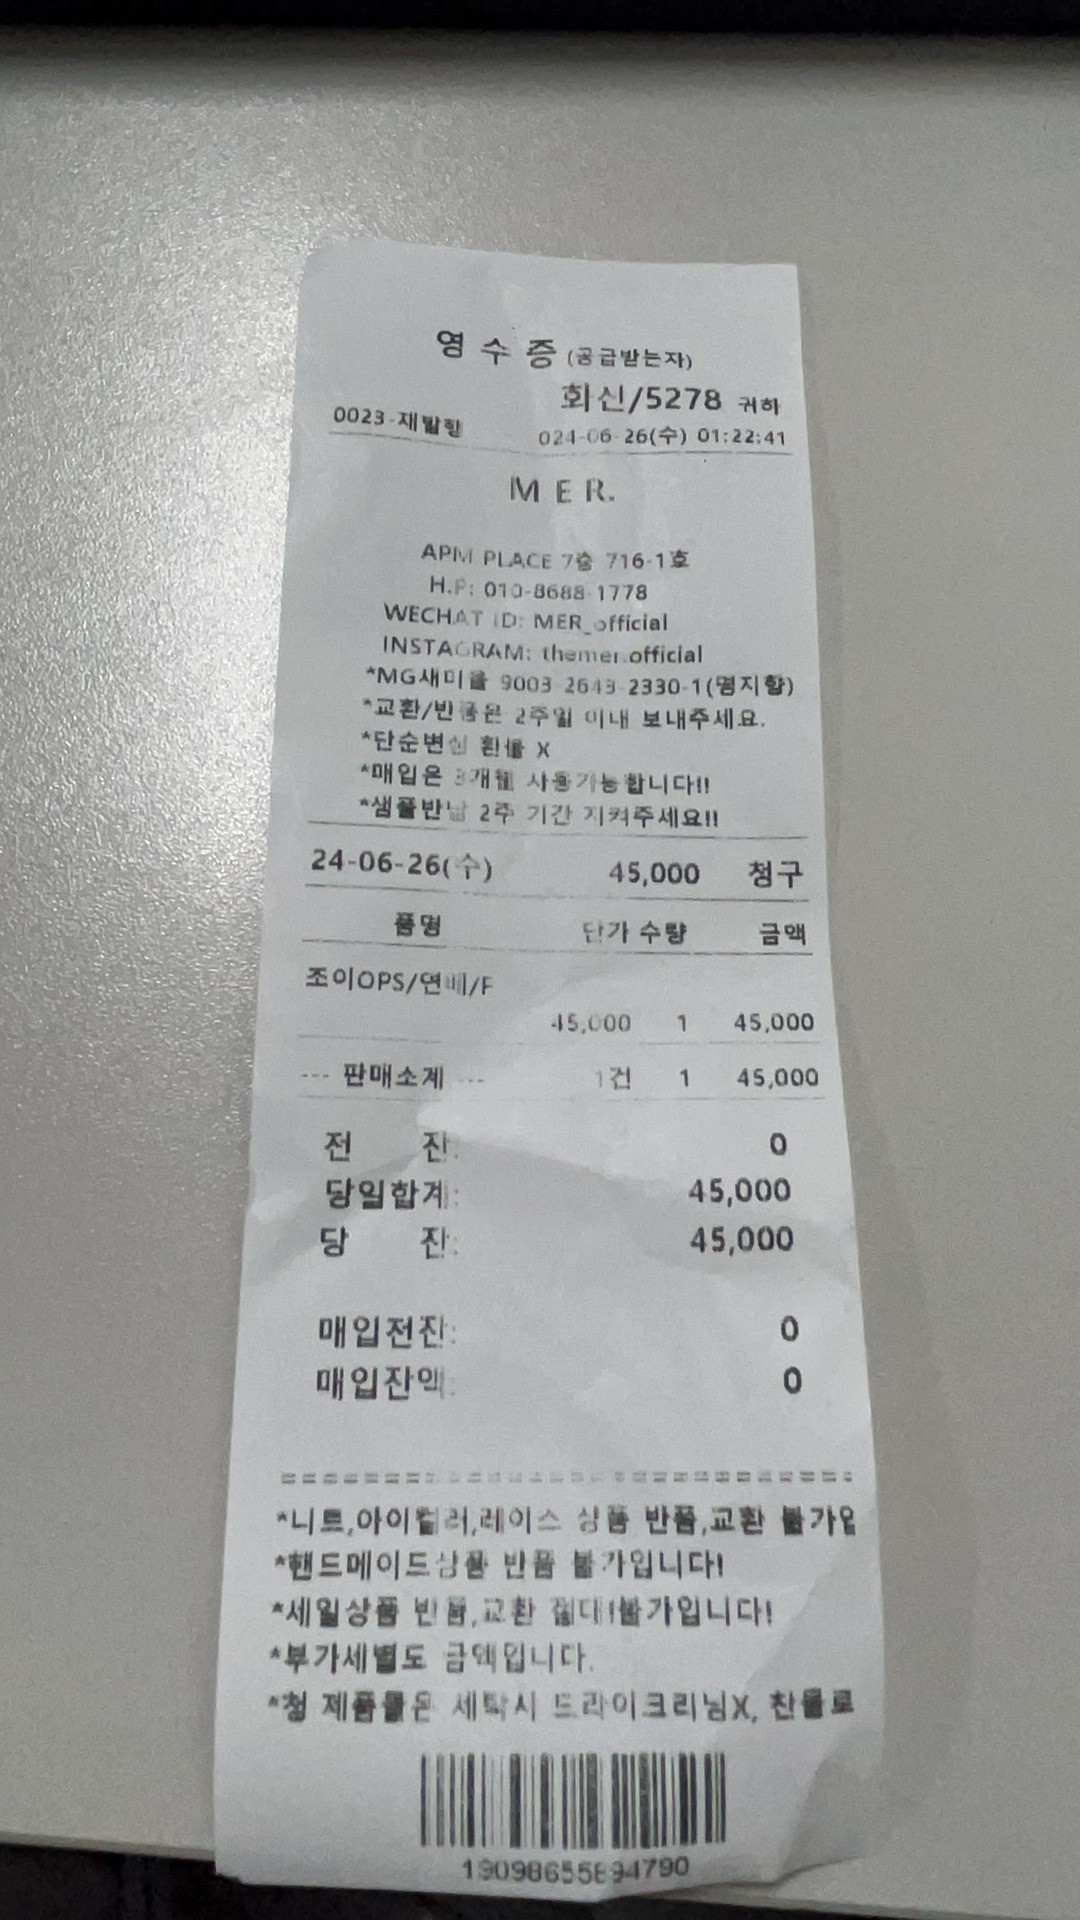 영 수 증 (공급받는자)
회신/5278 귀하
0023-재발행
024-06-26(수) 01:22:41
M E R.
APM PLACE 7층 716-1호
H.P: 010-8688-1778
WECHAT ID: MER_official
INSTAGRAM: themer.official
*MG새마을 9003-2643-2330-1(명지향)
*교환/반품은 2주일 이내 보내주세요.
*단순변심 환불 X
*매입은 3개월 사용가능합니다!!
*샘플반납 2주 기간 지켜주세요!!
24-06-26(수) 45,000 청구
품명 단가 수량 금액
조이OPS/연베/F
45,000 1 45,000
--- 판매소계 --- 1건 1 45,000
전 잔: 0
당일합계: 45,000
당 잔: 45,000
매입전잔: 0
매입잔액: 0
*니트,아이컬러,레이스 상품 반품,교환 불가입
*핸드메이드상품 반품 불가입니다!
*세일상품 반품,교환 절대!불가입니다!
*부가세별도 금액입니다.
*청 제품물은 세탁시 드라이크리닝X, 찬물로